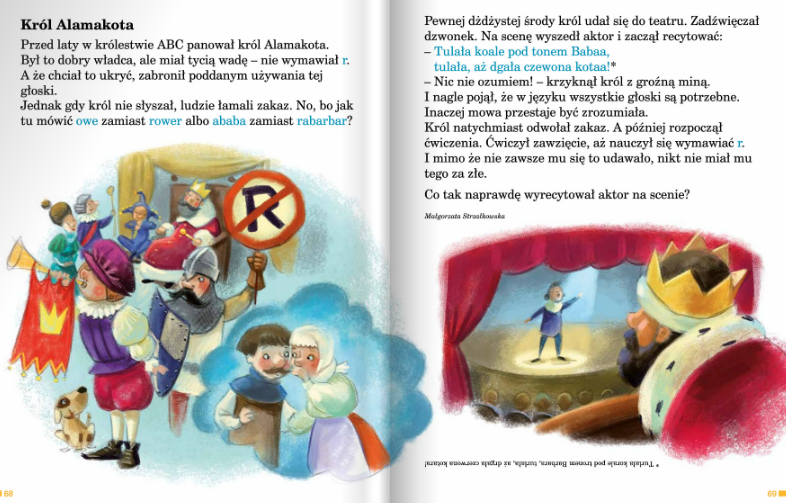 Król Alamakota
Przed laty w królestwie ABC panował król Alamakota.
Był to dobry władca, ale miał tycią wadę – nie wymawiał r.
A że chciał to ukryć, zabronił poddanym używania tej
głoski.
Jednak gdy król nie słyszał, ludzie łamali zakaz. No, bo jak
tu mówić owe zamiast rower albo ababa zamiast rabarbar?
R
68
Pewnej dżdżystej środy król udał się do teatru. Zadźwięczał
dzwonek. Na scenę wyszedł aktor i zaczął recytować:
– Tulała koale pod tonem Babaa,
tulała, aż dgała czewona kotaa!*
– Nic nie ozumiem! – krzyknął król z groźną miną.
I nagle pojął, że w języku wszystkie głoski są potrzebne.
Inaczej mowa przestaje być zrozumiała.
Król natychmiast odwołał zakaz. A później rozpoczął
ćwiczenia. Ćwiczył zawzięcie, aż nauczył się wymawiać r.
I mimo że nie zawsze mu się to udawało, nikt nie miał mu
tego za złe.
Co tak naprawdę wyrecytował aktor na scenie?
Małgorzata Strzałkowska
* Turlała korale pod tronem Barbara, turlała, aż drgała czerwona kotara!
69